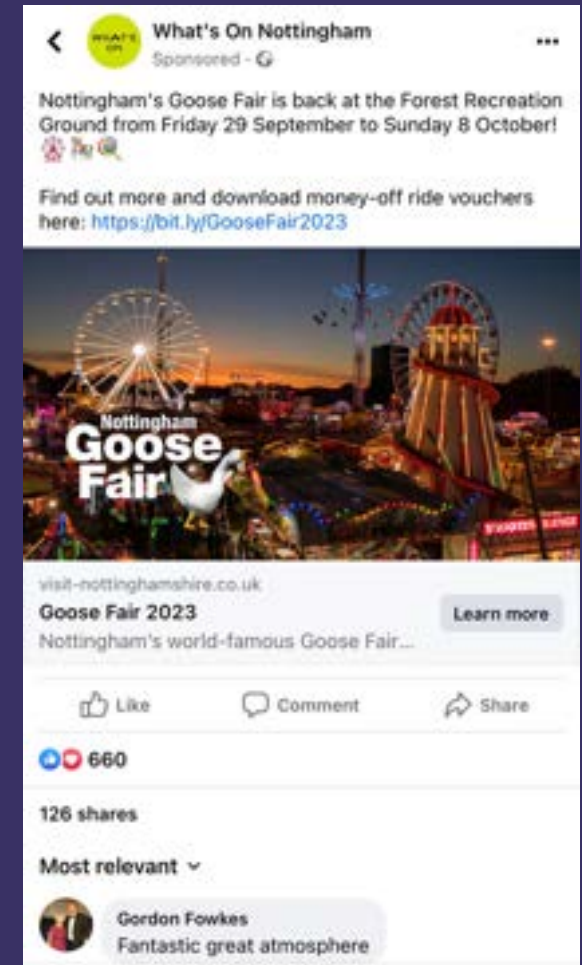 WHAT'S
ON
What's On Nottingham
Sponsored -
Nottingham's Goose Fair is back at the Forest Recreation
Ground from Friday 29 September to Sunday 8 October!
Find out more and download money-off ride vouchers
here: https://bit.ly/GooseFair2023
Nottingham
Goose
Fair
visit-nottinghamshire.co.uk
Goose Fair 2023
Learn more
Nottingham's world-famous Goose Fair...
Like Comment Share
660
126 shares
Most relevant
Gordon Fowkes
Fantastic great atmosphere